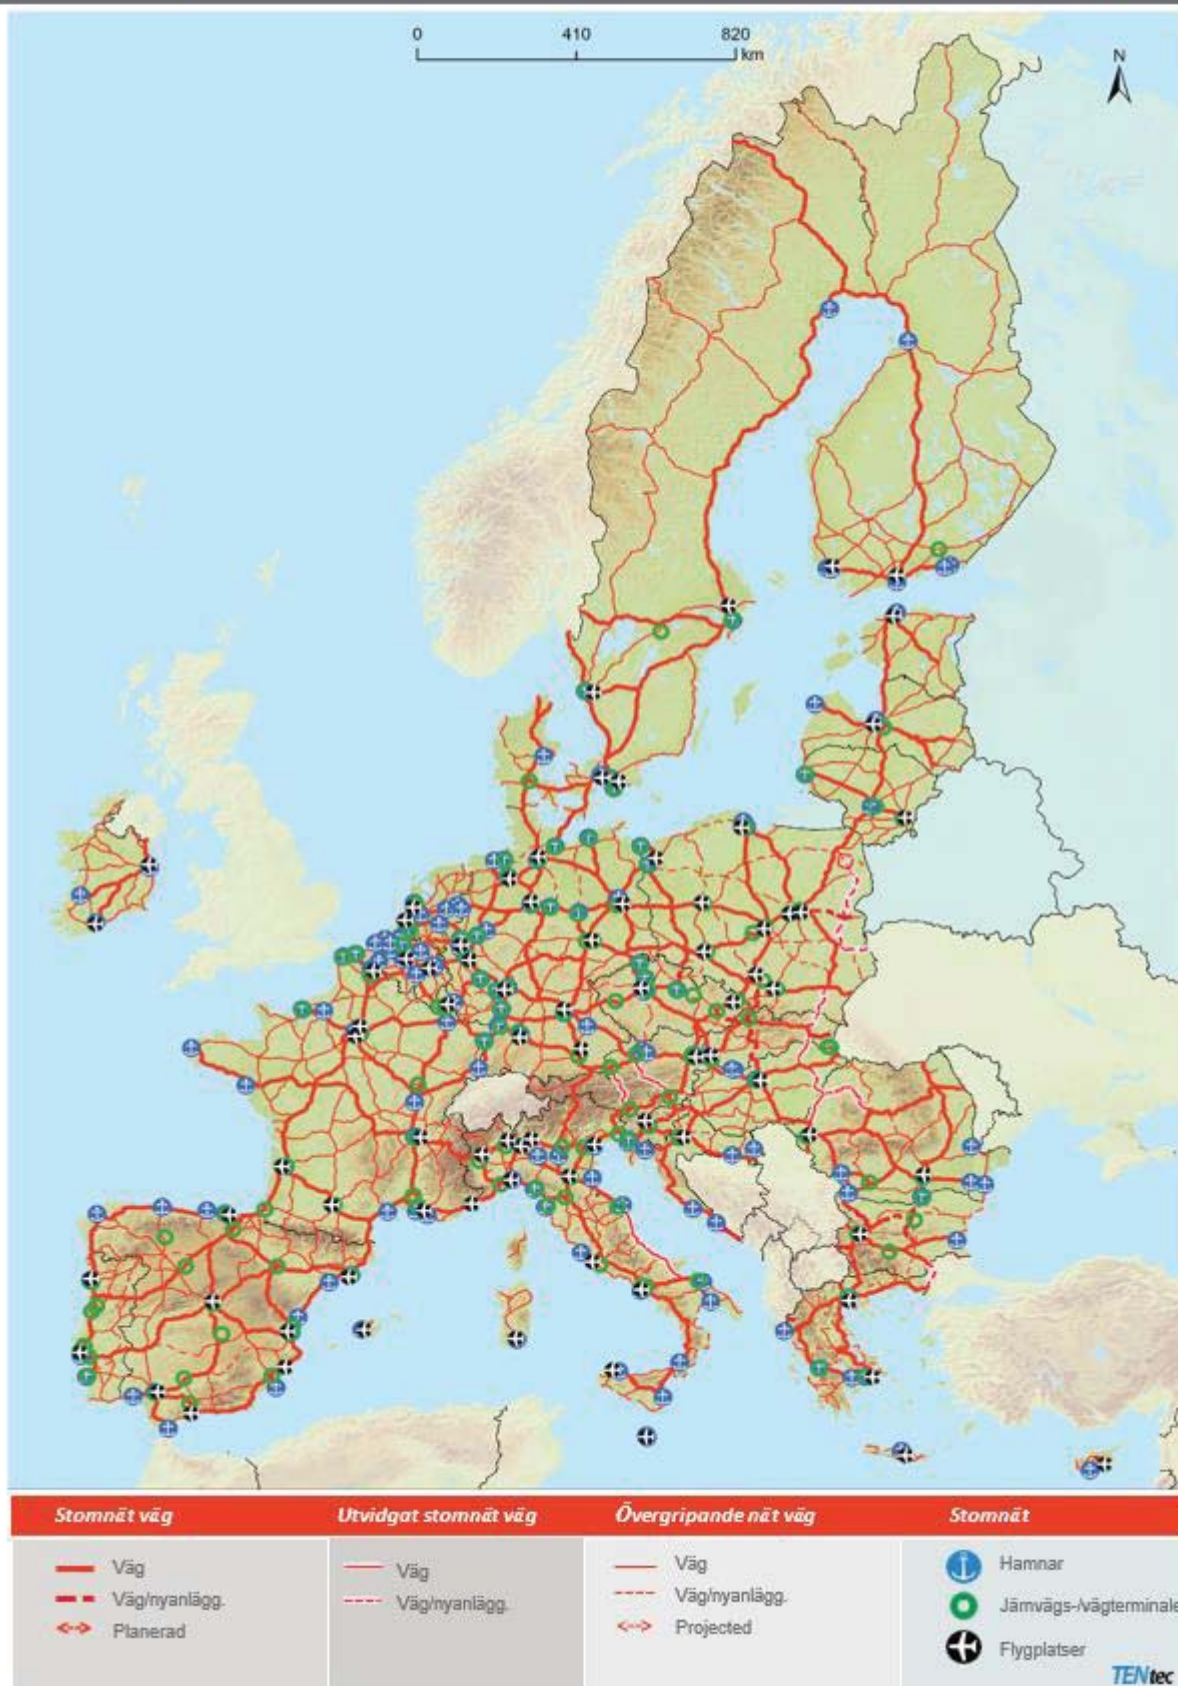 0 410 820
km
N
Stomnät väg
Utvidgat stomnät väg
Övergripande nät väg
Stomnät
Väg
Väg/nyanlägg.
Planerad
Väg
Väg/nyanlägg.
Väg
Väg/nyanlägg.
Projected
Hamnar
Järnvägs-/vägterminale
Flygplatser
TENtec